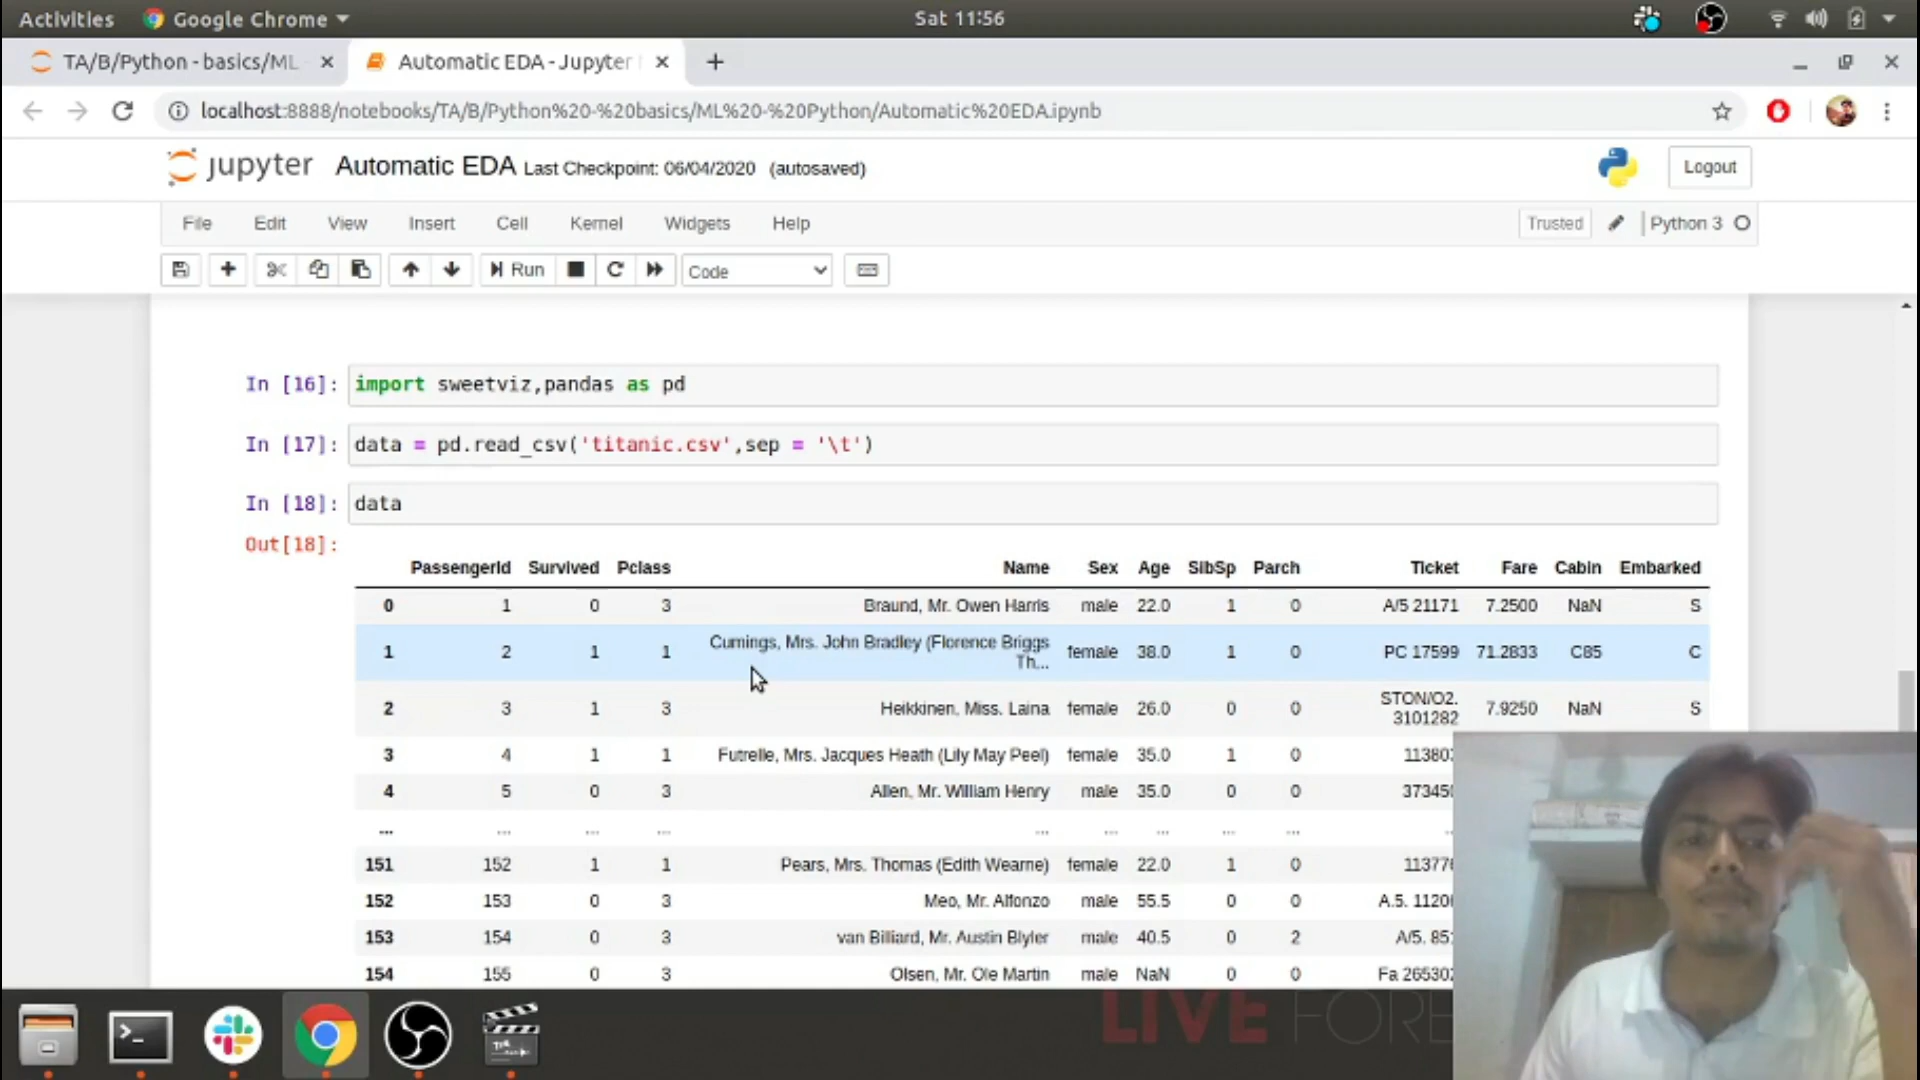 Activities Google Chrome Sat 11:56
TA/B/Python - basics/ML Automatic EDA - Jupyter
localhost:8888/notebooks/TA/B/Python%20-%20basics/ML%20-%20Python/Automatic%20EDA.ipynb
jupyter Automatic EDA Last Checkpoint: 06/04/2020 (autosaved) Logout
File Edit View Insert Cell Kernel Widgets Help Trusted Python 3
Run Code
In [16]: import sweetviz,pandas as pd
In [17]: data = pd.read_csv('titanic.csv',sep = '\t')
In [18]: data
Out[18]:
PassengerId Survived Pclass Name Sex Age SibSp Parch Ticket Fare Cabin Embarked
0 1 0 3 Braund, Mr. Owen Harris male 22.0 1 0 A/5 21171 7.2500 NaN S
1 2 1 1 Cumings, Mrs. John Bradley (Florence Briggs Th... female 38.0 1 0 PC 17599 71.2833 C85 C
2 3 1 3 Heikkinen, Miss. Laina female 26.0 0 0 STON/O2. 3101282 7.9250 NaN S
3 4 1 1 Futrelle, Mrs. Jacques Heath (Lily May Peel) female 35.0 1 0 11380
4 5 0 3 Allen, Mr. William Henry male 35.0 0 0 37345
... ... ... ... ... ... ... ... ... ..
151 152 1 1 Pears, Mrs. Thomas (Edith Wearne) female 22.0 1 0 11377
152 153 0 3 Meo, Mr. Alfonzo male 55.5 0 0 A.5. 1120
153 154 0 3 van Billiard, Mr. Austin Blyler male 40.5 0 2 A/5. 85
154 155 0 3 Olsen, Mr. Ole Martin male NaN 0 0 Fa 26530
LIVE FORE